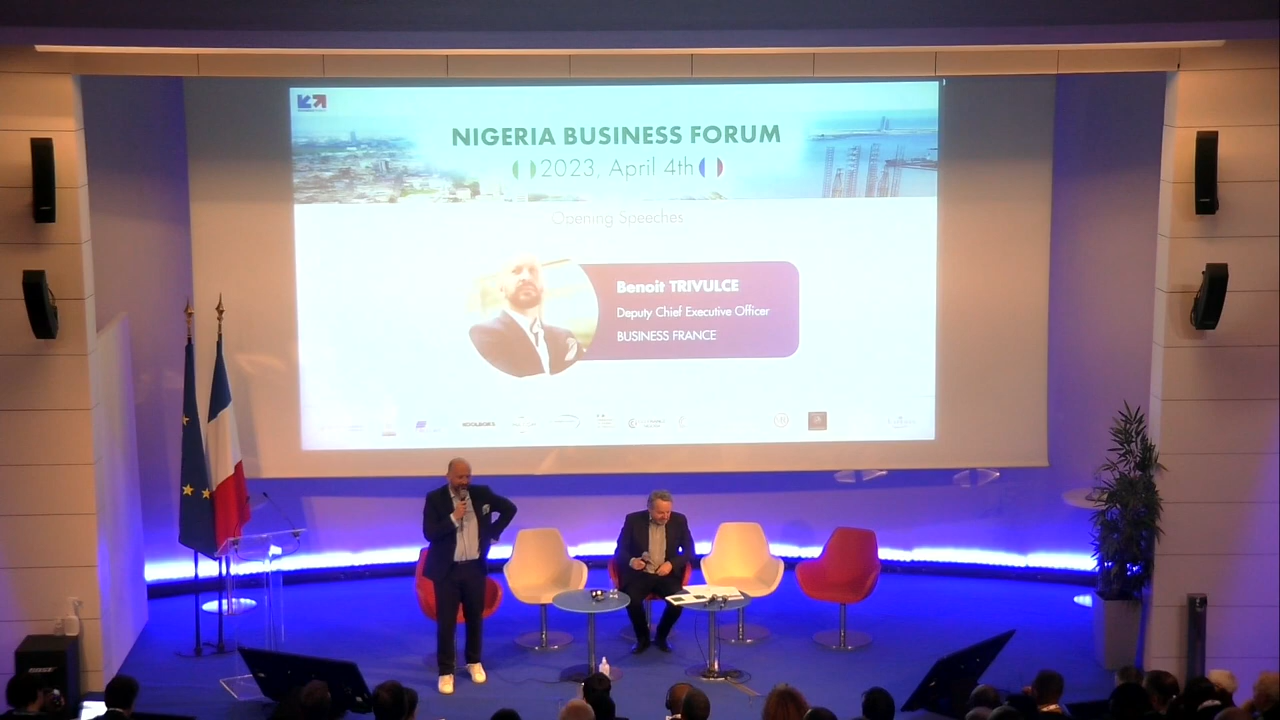 NIGERIA BUSINESS FORUM
2023, April 4th
Opening Speeches
Benoit TRIVULCE
Deputy Chief Executive Officer
BUSINESS FRANCE